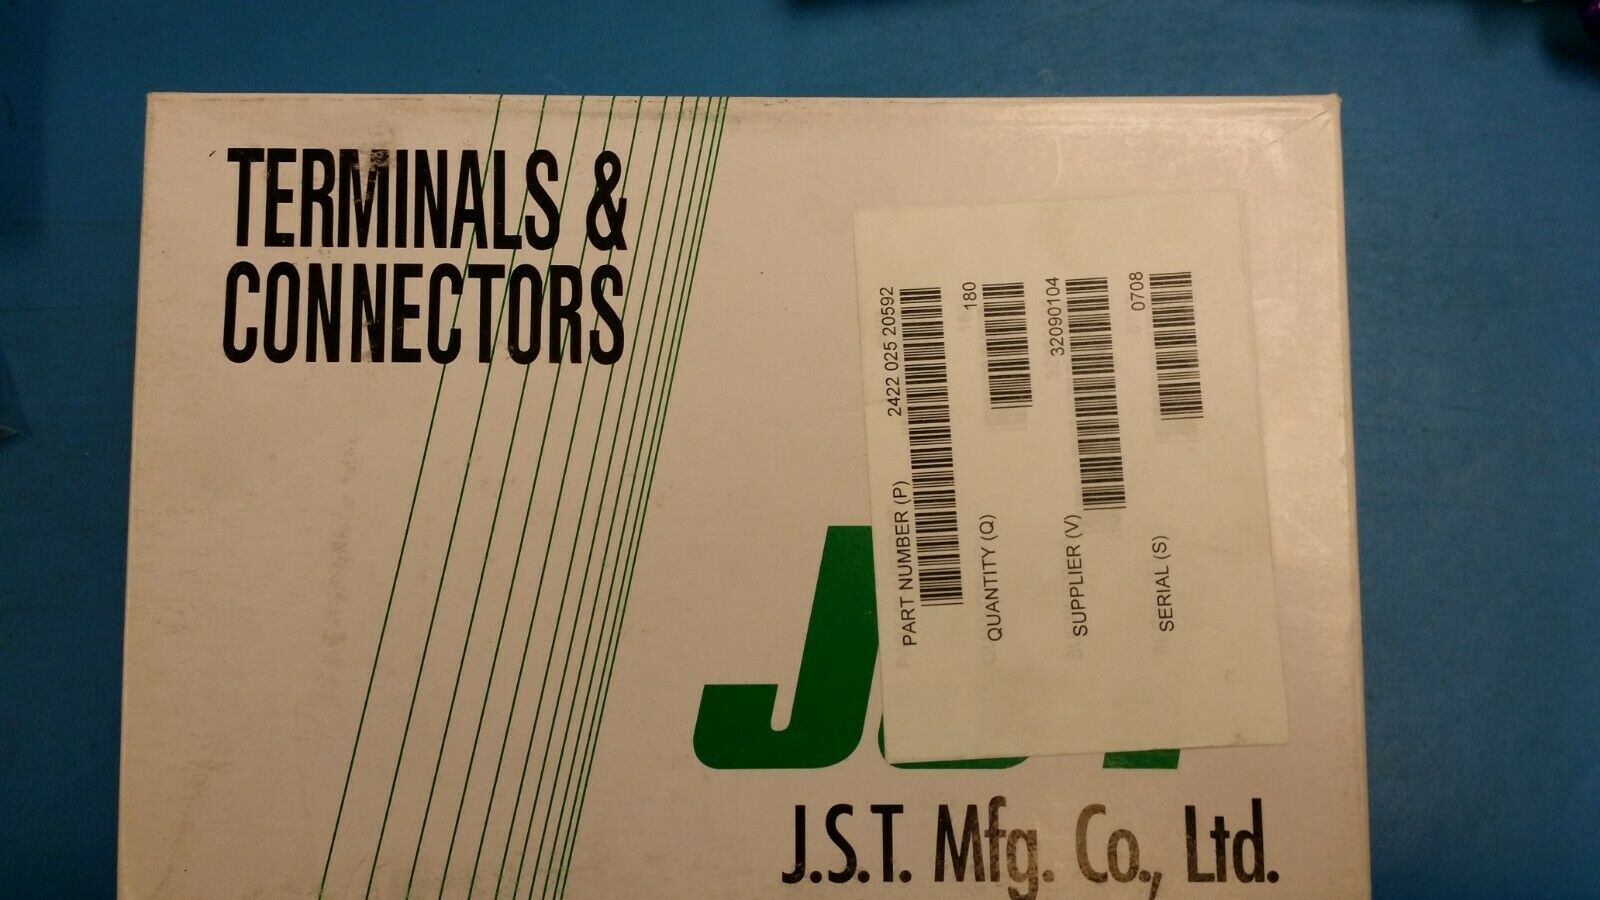 TERMINALS &
CONNECTORS
PART NUMBER (P) 2422 025 20592
QUANTITY (Q) 180
SUPPLIER (V) 32090104
SERIAL (S) 0708
J.S.T. Mfg. Co., Ltd.